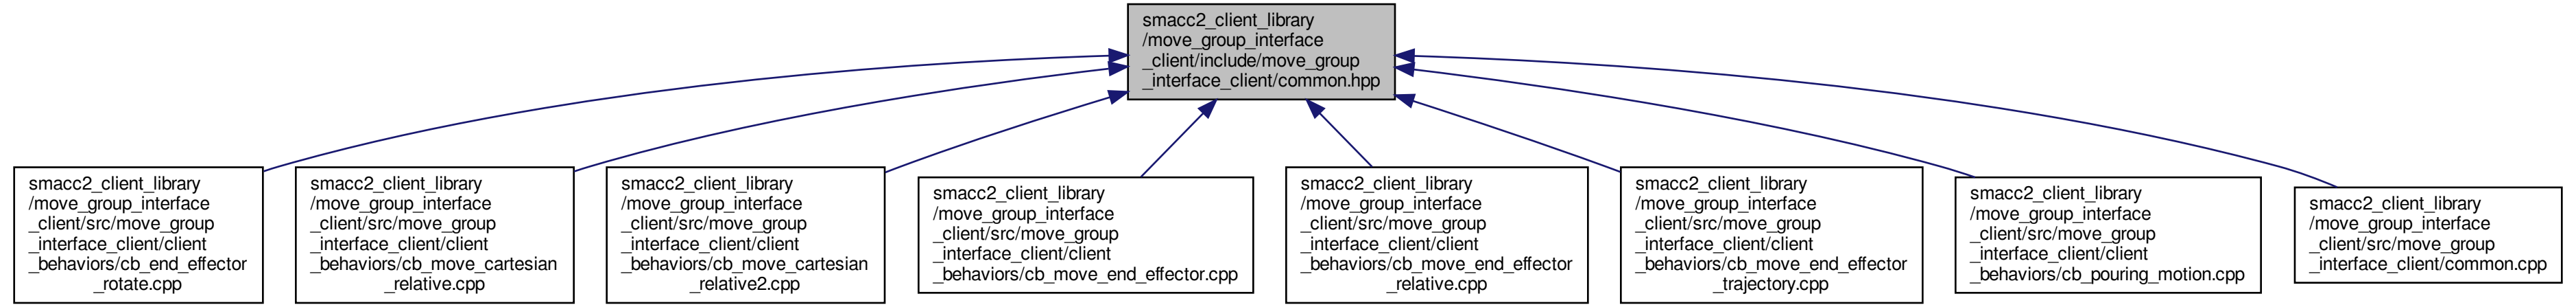 smacc2_client_library
/move_group_interface
_client/include/move_group
_interface_client/common.hpp
smacc2_client_library
/move_group_interface
_client/src/move_group
_interface_client/client
_behaviors/cb_end_effector
_rotate.cpp
smacc2_client_library
/move_group_interface
_client/src/move_group
_interface_client/client
_behaviors/cb_move_cartesian
_relative.cpp
smacc2_client_library
/move_group_interface
_client/src/move_group
_interface_client/client
_behaviors/cb_move_cartesian
_relative2.cpp
smacc2_client_library
/move_group_interface
_client/src/move_group
_interface_client/client
_behaviors/cb_move_end_effector.cpp
smacc2_client_library
/move_group_interface
_client/src/move_group
_interface_client/client
_behaviors/cb_move_end_effector
_relative.cpp
smacc2_client_library
/move_group_interface
_client/src/move_group
_interface_client/client
_behaviors/cb_move_end_effector
_trajectory.cpp
smacc2_client_library
/move_group_interface
_client/src/move_group
_interface_client/client
_behaviors/cb_pouring_motion.cpp
smacc2_client_library
/move_group_interface
_client/src/move_group
_interface_client/common.cpp